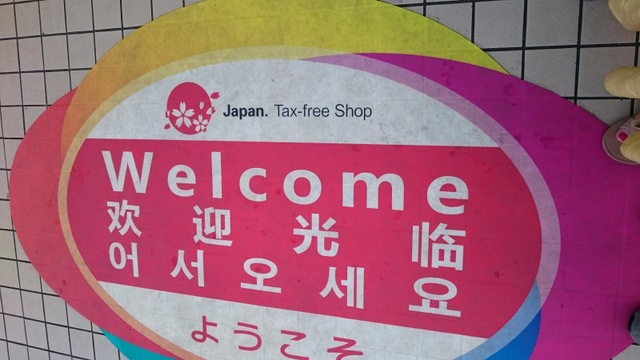 Japan. Tax-free Shop
Welcome
欢迎光临
어서오세요
ようこそ